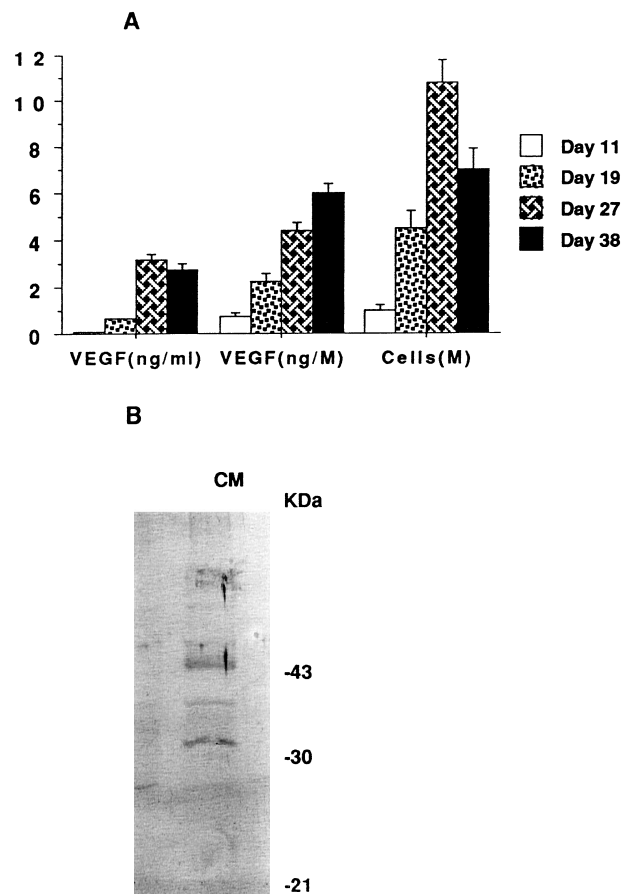 A
12
10
8
6
4
2
0
VEGF(ng/ml) VEGF(ng/M) Cells(M)
Day 11
Day 19
Day 27
Day 38
B
CM
KDa
-43
-30
-21